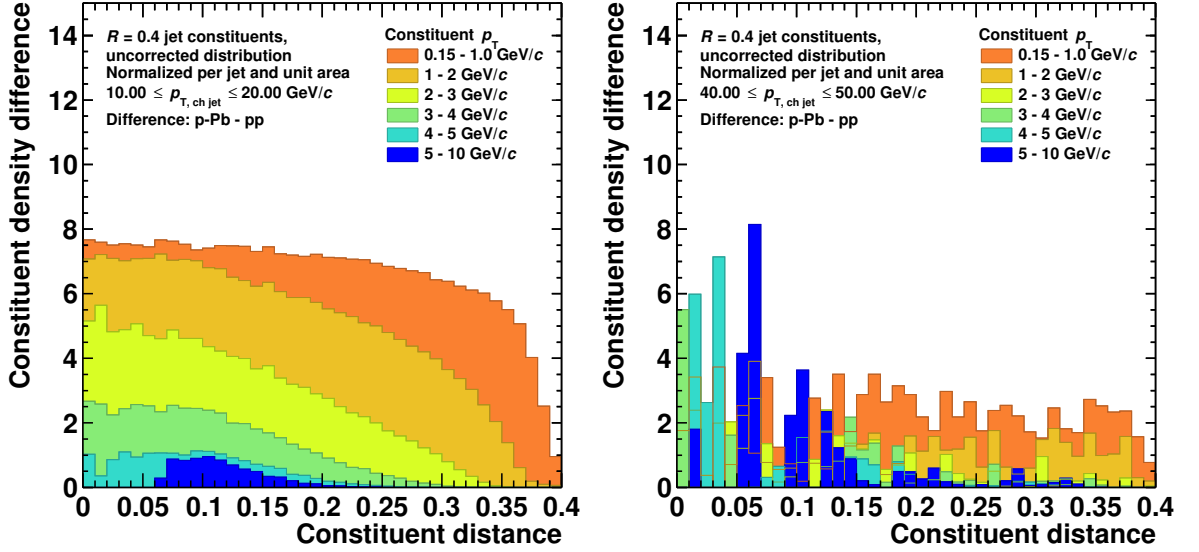 R = 0.4 jet constituents,
uncorrected distribution
Normalized per jet and unit area
10.00 ≤ p_T, ch jet ≤ 20.00 GeV/c
Difference: p-Pb - pp
Constituent p_T
0.15 - 1.0 GeV/c
1 - 2 GeV/c
2 - 3 GeV/c
3 - 4 GeV/c
4 - 5 GeV/c
5 - 10 GeV/c
Constituent density difference
14
12
10
8
6
4
2
0
0 0.05 0.1 0.15 0.2 0.25 0.3 0.35 0.4
Constituent distance
R = 0.4 jet constituents,
uncorrected distribution
Normalized per jet and unit area
40.00 ≤ p_T, ch jet ≤ 50.00 GeV/c
Difference: p-Pb - pp
Constituent p_T
0.15 - 1.0 GeV/c
1 - 2 GeV/c
2 - 3 GeV/c
3 - 4 GeV/c
4 - 5 GeV/c
5 - 10 GeV/c
Constituent density difference
14
12
10
8
6
4
2
0
0 0.05 0.1 0.15 0.2 0.25 0.3 0.35 0.4
Constituent distance